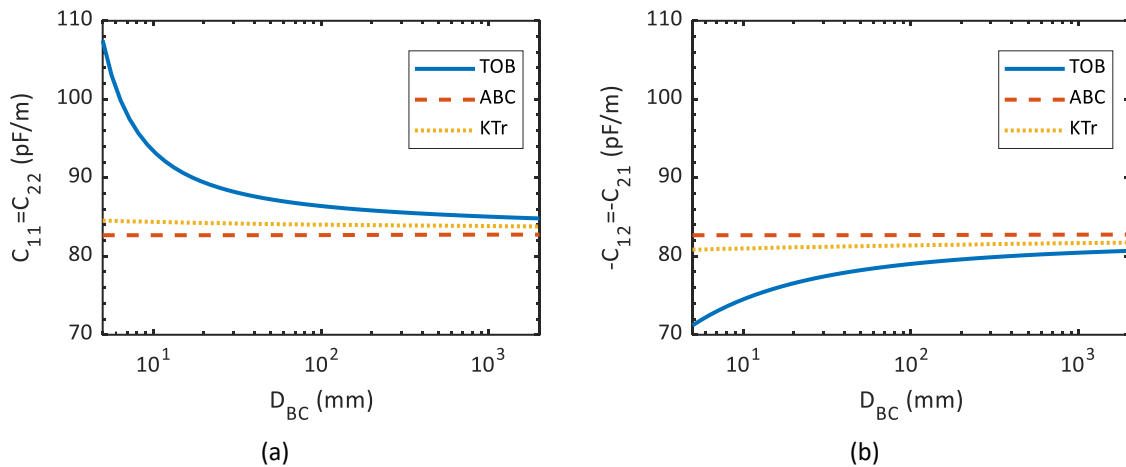 110
100
90
80
70
C11=C22 (pF/m)
TOB
ABC
KTr
10^1
10^2
10^3
DBC (mm)
(a)
110
100
90
80
70
-C12=-C21 (pF/m)
TOB
ABC
KTr
10^1
10^2
10^3
DBC (mm)
(b)